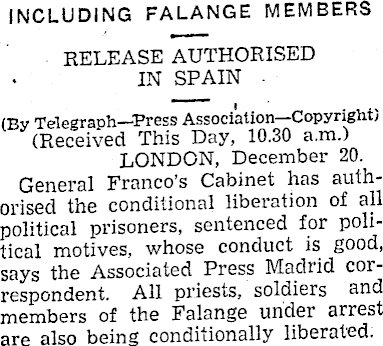 INCLUDING FALANGE MEMBERS
RELEASE AUTHORISED
IN SPAIN
(By Telegraph—Press Association—Copyright)
(Received This Day, 10.30 a.m.)
LONDON, December 20.
General Franco's Cabinet has auth-
orised the conditional liberation of all
political prisoners, sentenced for poli-
tical motives, whose conduct is good,
says the Associated Press Madrid cor-
respondent. All priests, soldiers and
members of the Falange under arrest
are also being conditionally liberated.